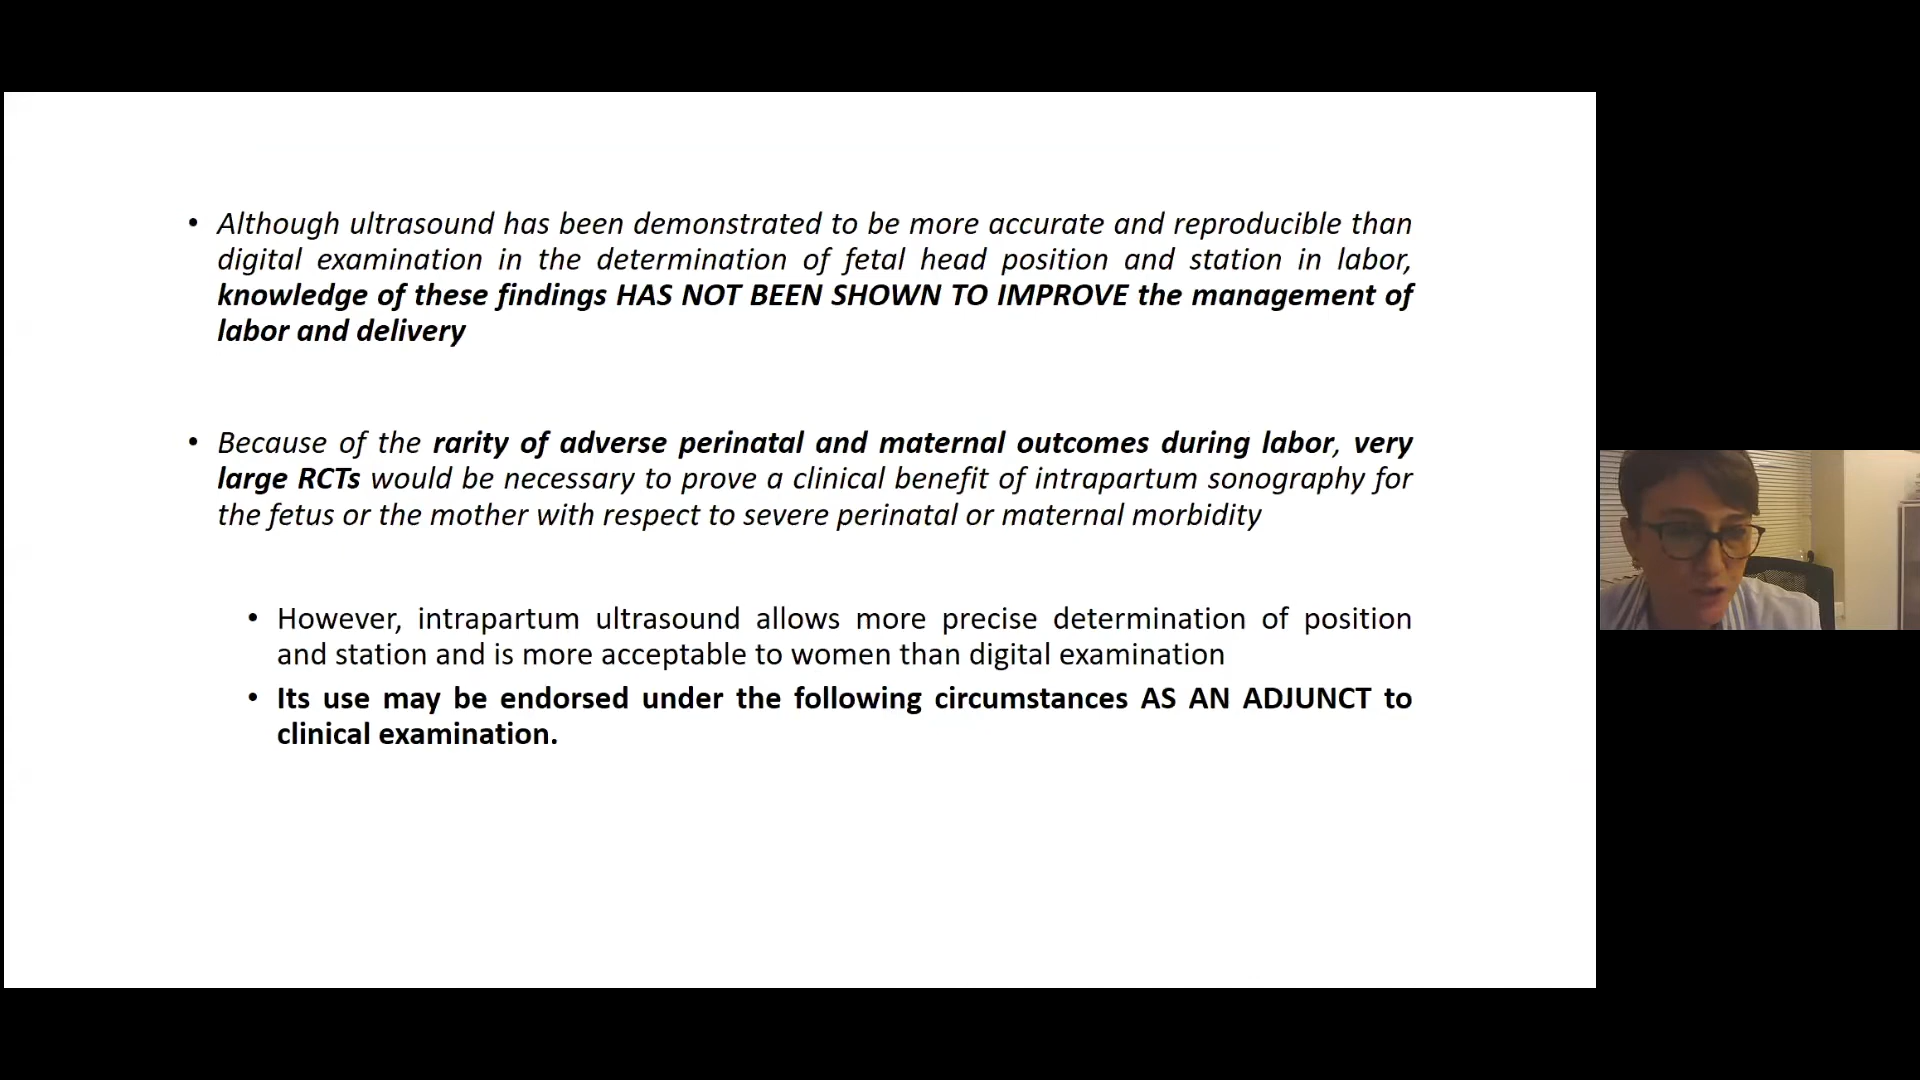 • Although ultrasound has been demonstrated to be more accurate and reproducible than
digital examination in the determination of fetal head position and station in labor,
knowledge of these findings HAS NOT BEEN SHOWN TO IMPROVE the management of
labor and delivery
• Because of the rarity of adverse perinatal and maternal outcomes during labor, very
large RCTs would be necessary to prove a clinical benefit of intrapartum sonography for
the fetus or the mother with respect to severe perinatal or maternal morbidity
• However, intrapartum ultrasound allows more precise determination of position
and station and is more acceptable to women than digital examination
• Its use may be endorsed under the following circumstances AS AN ADJUNCT to
clinical examination.